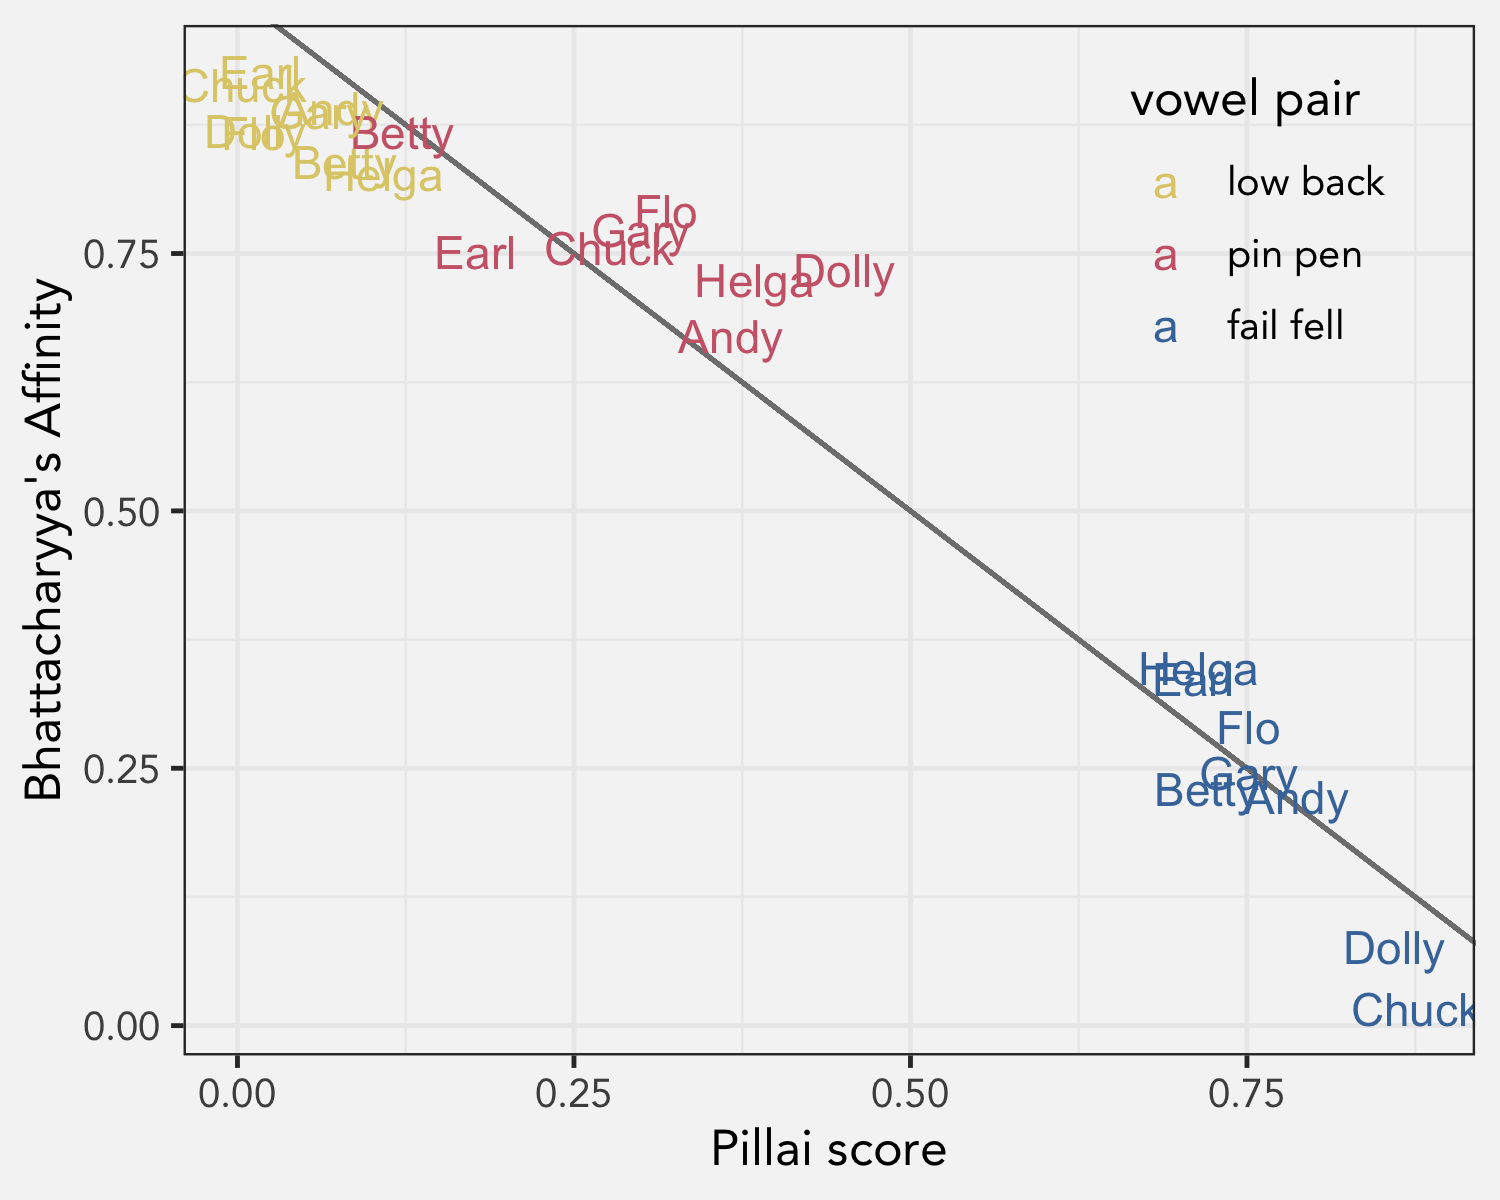 Earl
Chuck
Andy
Gary
Dolly
Flo
Betty
Betty
Helga
Flo
Gary
Earl
Chuck
Helga
Dolly
Andy
Helga
Earl
Flo
Gary
Betty
Andy
Dolly
Chuck
vowel pair
a low back
a pin pen
a fail fell
Bhattacharyya's Affinity
0.75
0.50
0.25
0.00
0.00 0.25 0.50 0.75
Pillai score